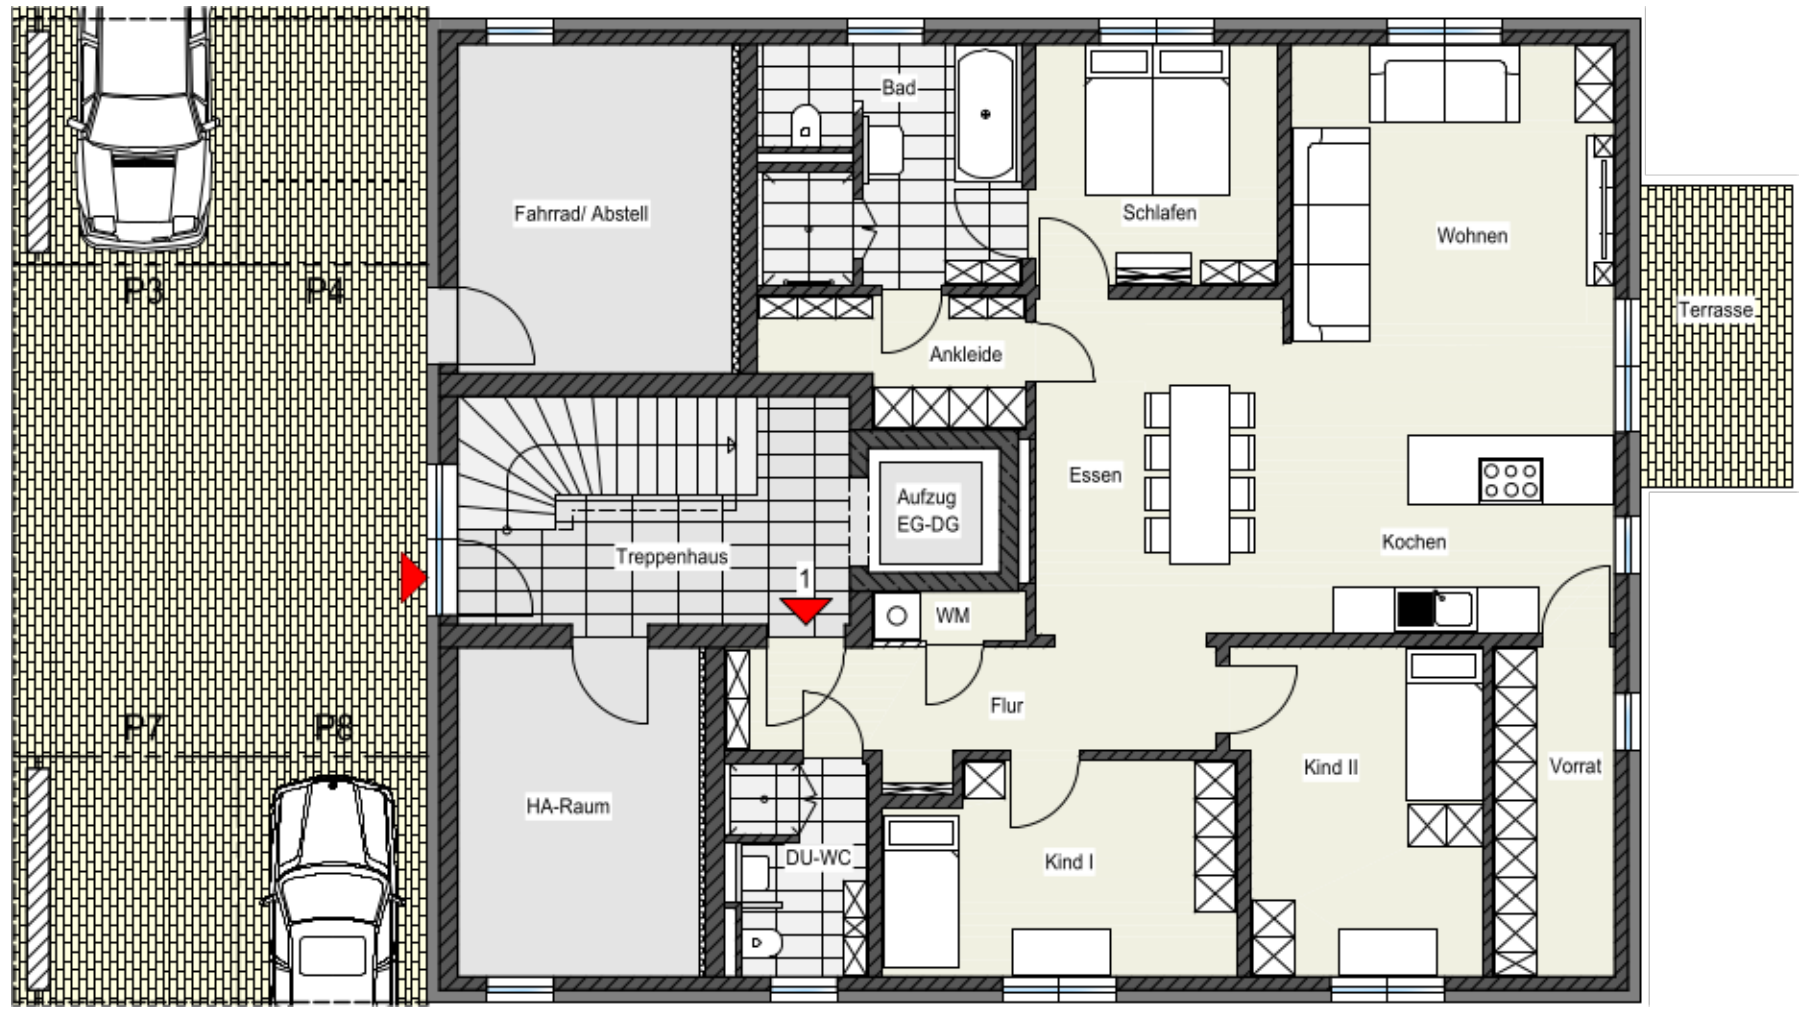 Bad
Fahrrad/ Abstell
Schlafen
Wohnen
P3
P4
Terrasse
Ankleide
Essen
Aufzug
EG-DG
Kochen
Treppenhaus
1
WM
Flur
P7
P8
Kind II
Vorrat
HA-Raum
DU-WC
Kind I